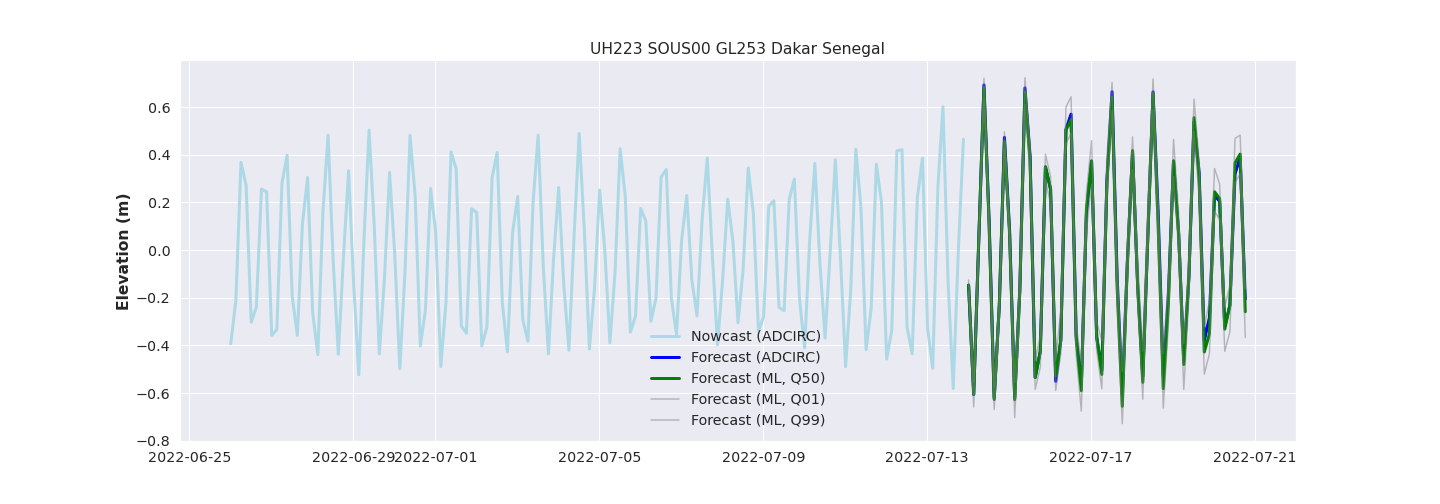 UH223 SOUS00 GL253 Dakar Senegal
Elevation (m)
0.6
0.4
0.2
0.0
−0.2
−0.4
−0.6
−0.8
Nowcast (ADCIRC)
Forecast (ADCIRC)
Forecast (ML, Q50)
Forecast (ML, Q01)
Forecast (ML, Q99)
2022-06-25 2022-06-29 2022-07-01 2022-07-05 2022-07-09 2022-07-13 2022-07-17 2022-07-21